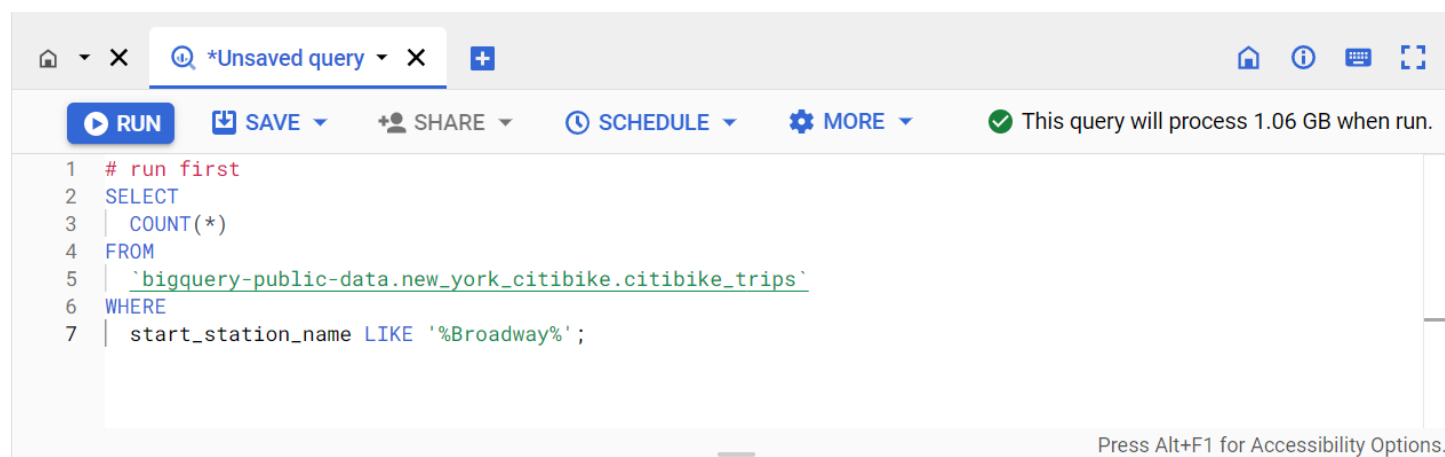 *Unsaved query
RUN SAVE SHARE SCHEDULE MORE This query will process 1.06 GB when run.
1 # run first
2 SELECT
3 COUNT(*)
4 FROM
5 `bigquery-public-data.new_york_citibike.citibike_trips`
6 WHERE
7 start_station_name LIKE '%Broadway%';
Press Alt+F1 for Accessibility Options.